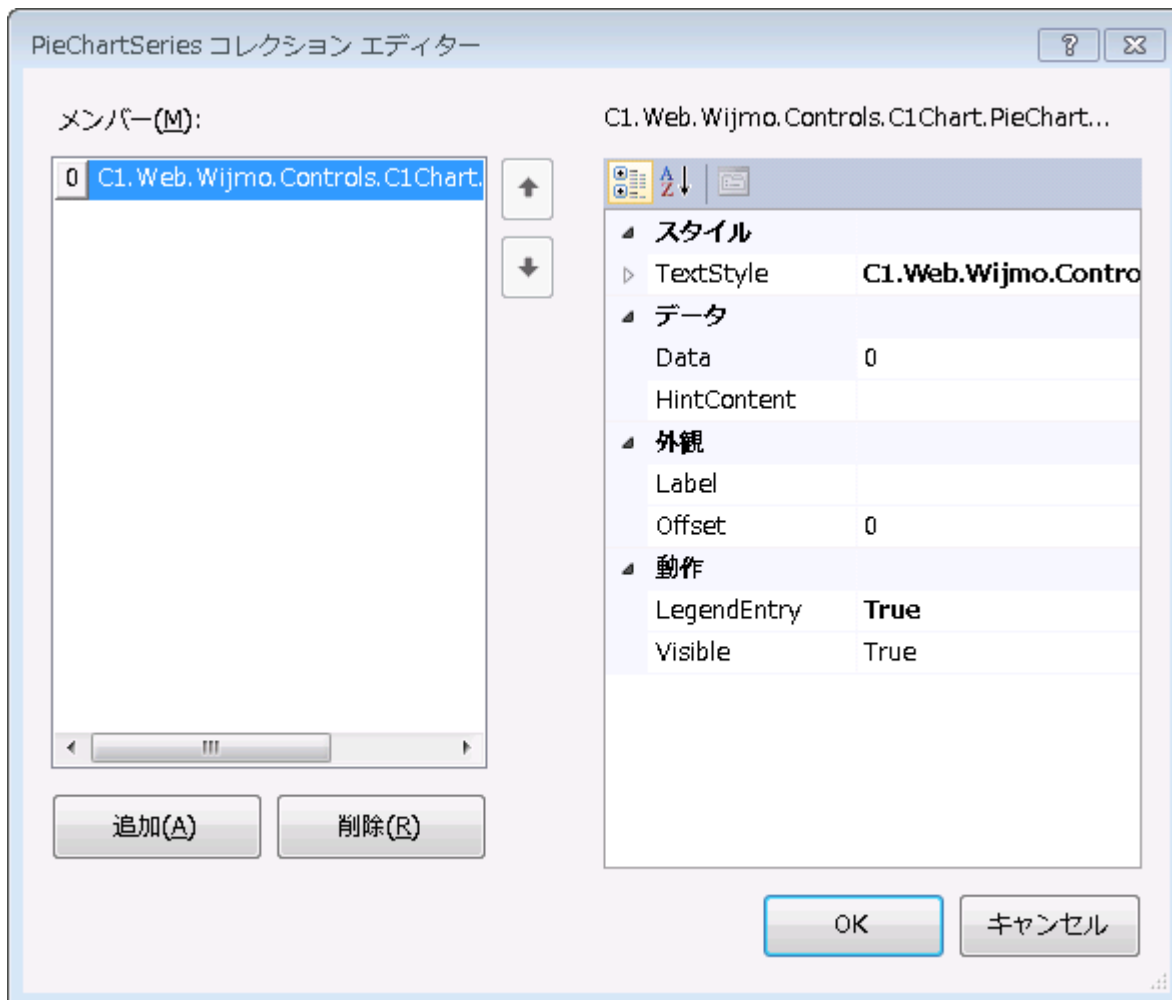 PieChartSeries コレクション エディター
メンバー(M):
0 C1.Web.Wijmo.Controls.C1Chart.
追加(A)
削除(R)
C1.Web.Wijmo.Controls.C1Chart.PieChart...
スタイル
TextStyle C1.Web.Wijmo.Contro
データ
Data 0
HintContent
外観
Label
Offset 0
動作
LegendEntry True
Visible True
OK
キャンセル